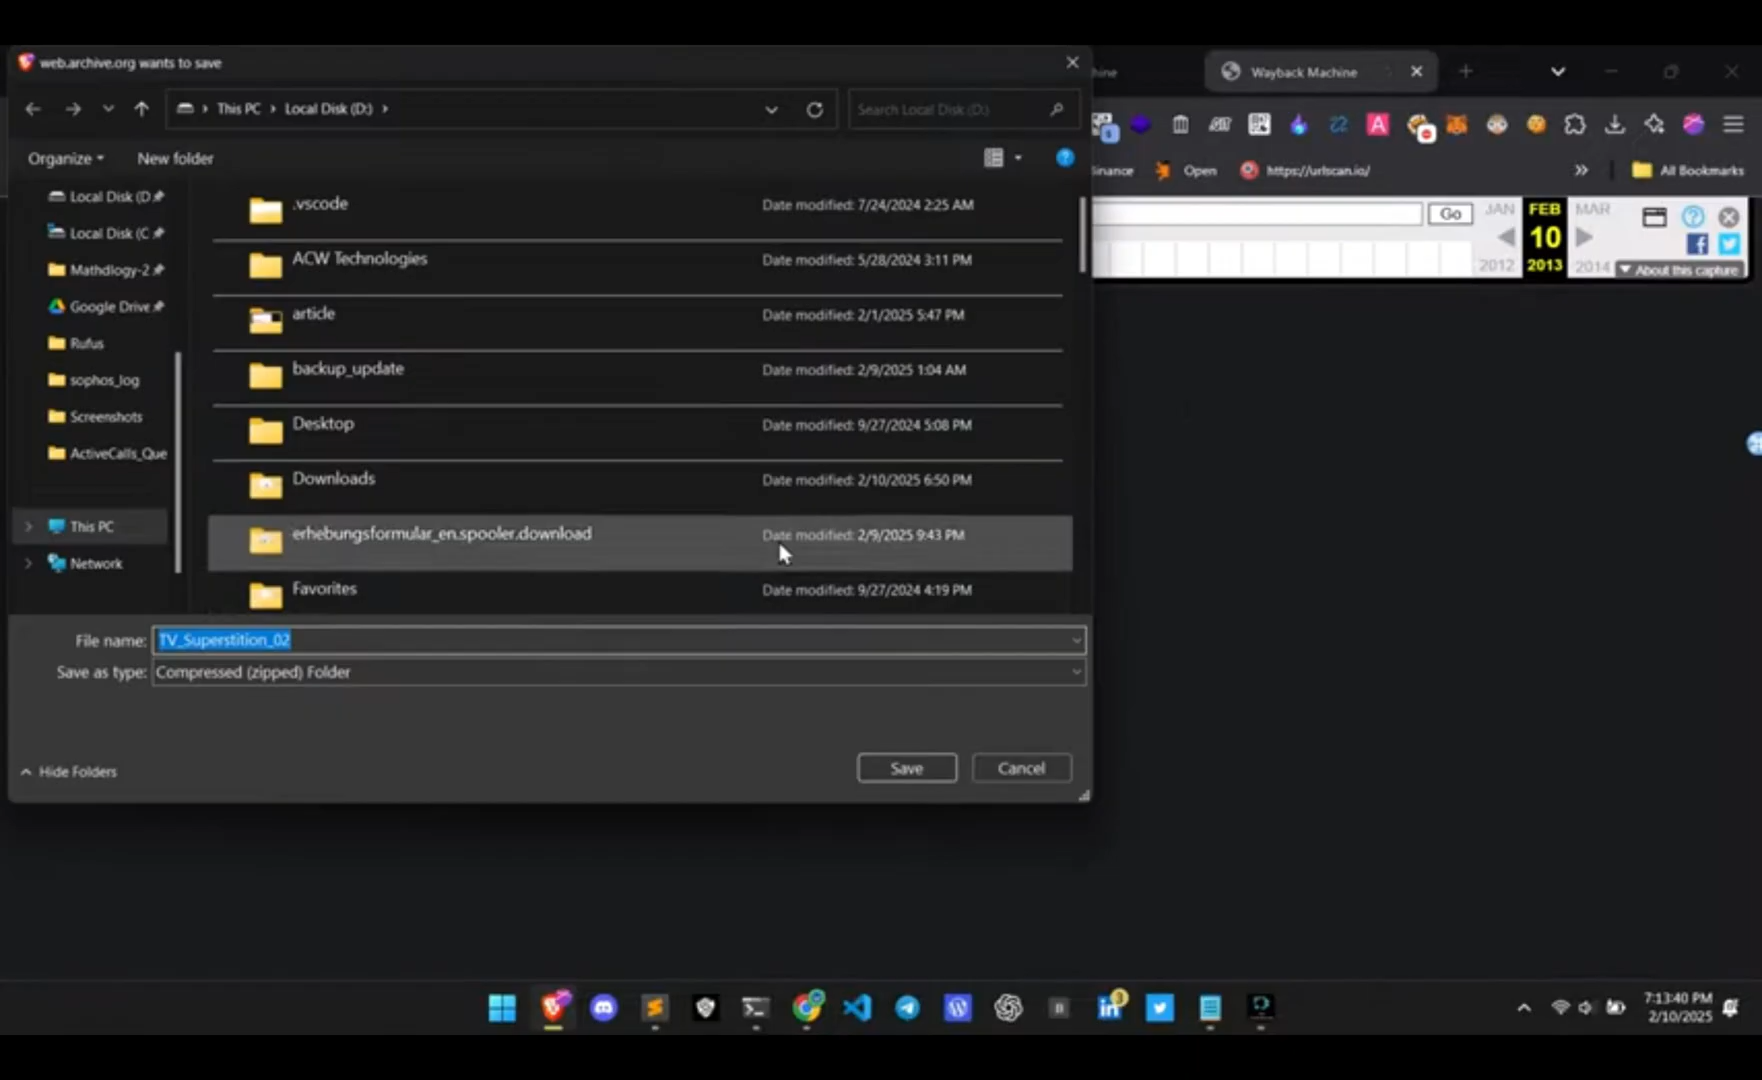 web.archive.org wants to save
hine
Wayback Machine
This PC
Local Disk (D:)
Search Local Disk (D:)
Organize
New folder
inance
Open
https://urlscan.io/
All Bookmarks
Local Disk (D
.vscode
Date modified: 7/24/2024 2:25 AM
Go
JAN
FEB
MAR
Local Disk (C
10
ACW Technologies
Date modified: 5/28/2024 3:11 PM
2012
2013
2014
About this capture
Mathdlogy-2
Google Drive
article
Date modified: 2/1/2025 5:47 PM
Rufus
backup_update
Date modified: 2/9/2025 1:04 AM
sophos_log
Screenshots
Desktop
Date modified: 9/27/2024 5:08 PM
ActiveCalls_Que
Downloads
Date modified: 2/10/2025 6:50 PM
This PC
erhebungsformular_en.spooler.download
Date modified: 2/9/2025 9:43 PM
Network
Favorites
Date modified: 9/27/2024 4:19 PM
File name:
TV_Superstition_02
Save as type:
Compressed (zipped) Folder
Hide Folders
Save
Cancel
7:13:40 PM
2/10/2025